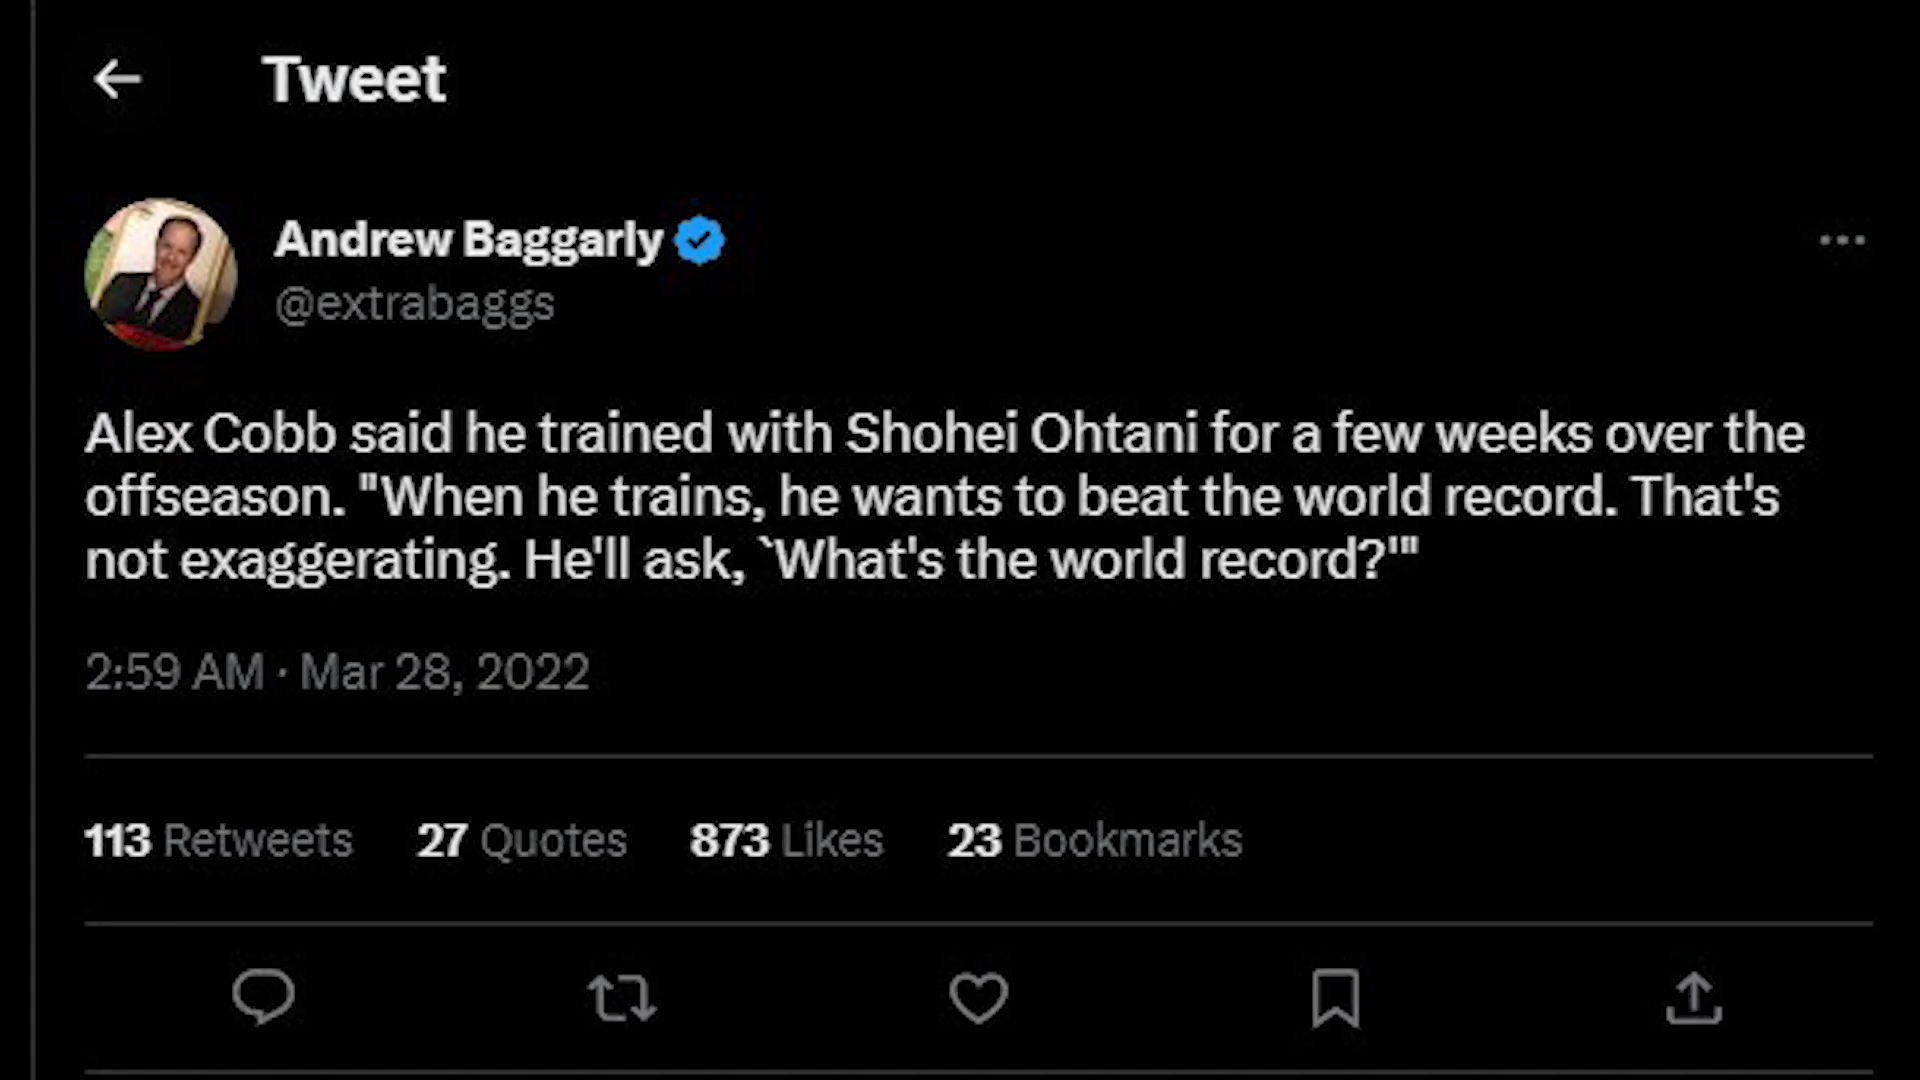 Tweet
Andrew Baggarly
@extrabaggs
Alex Cobb said he trained with Shohei Ohtani for a few weeks over the
offseason. "When he trains, he wants to beat the world record. That's
not exaggerating. He'll ask, `What's the world record?'"
2:59 AM · Mar 28, 2022
113 Retweets 27 Quotes 873 Likes 23 Bookmarks